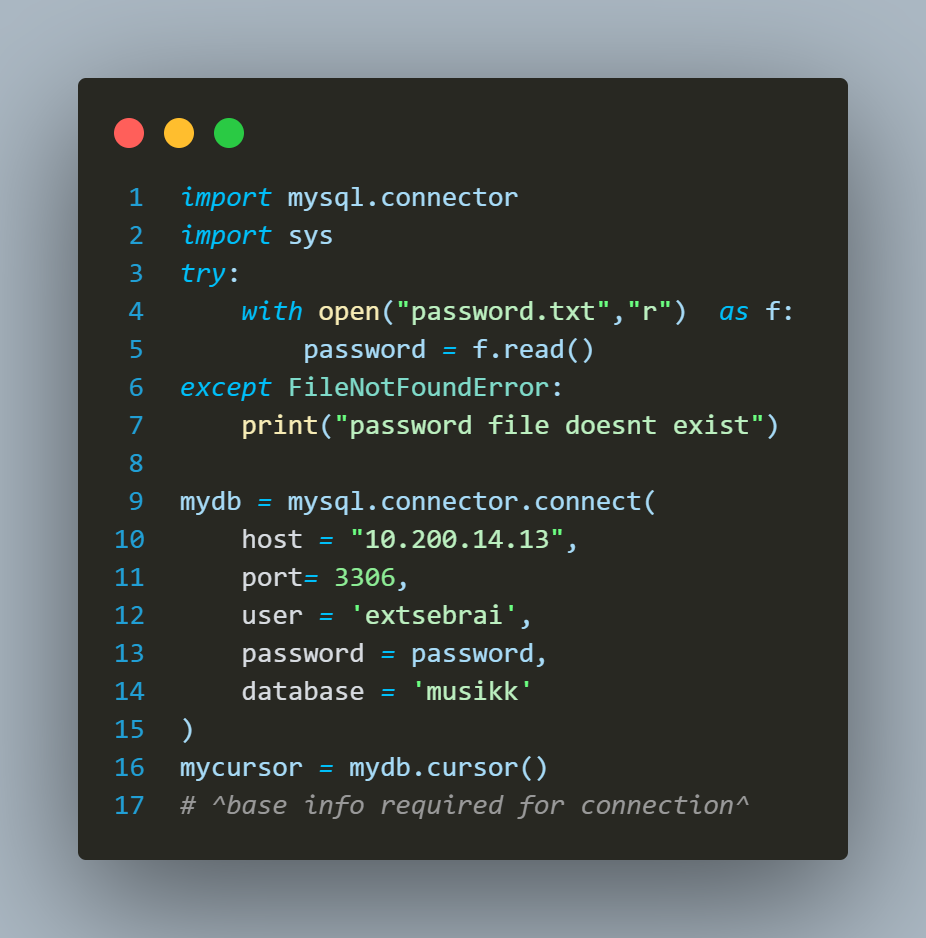 1 import mysql.connector
2 import sys
3 try:
4     with open("password.txt","r")  as f:
5         password = f.read()
6 except FileNotFoundError:
7     print("password file doesnt exist")
8
9 mydb = mysql.connector.connect(
10     host = "10.200.14.13",
11     port= 3306,
12     user = 'extsebrai',
13     password = password,
14     database = 'musikk'
15 )
16 mycursor = mydb.cursor()
17 # ^base info required for connection^